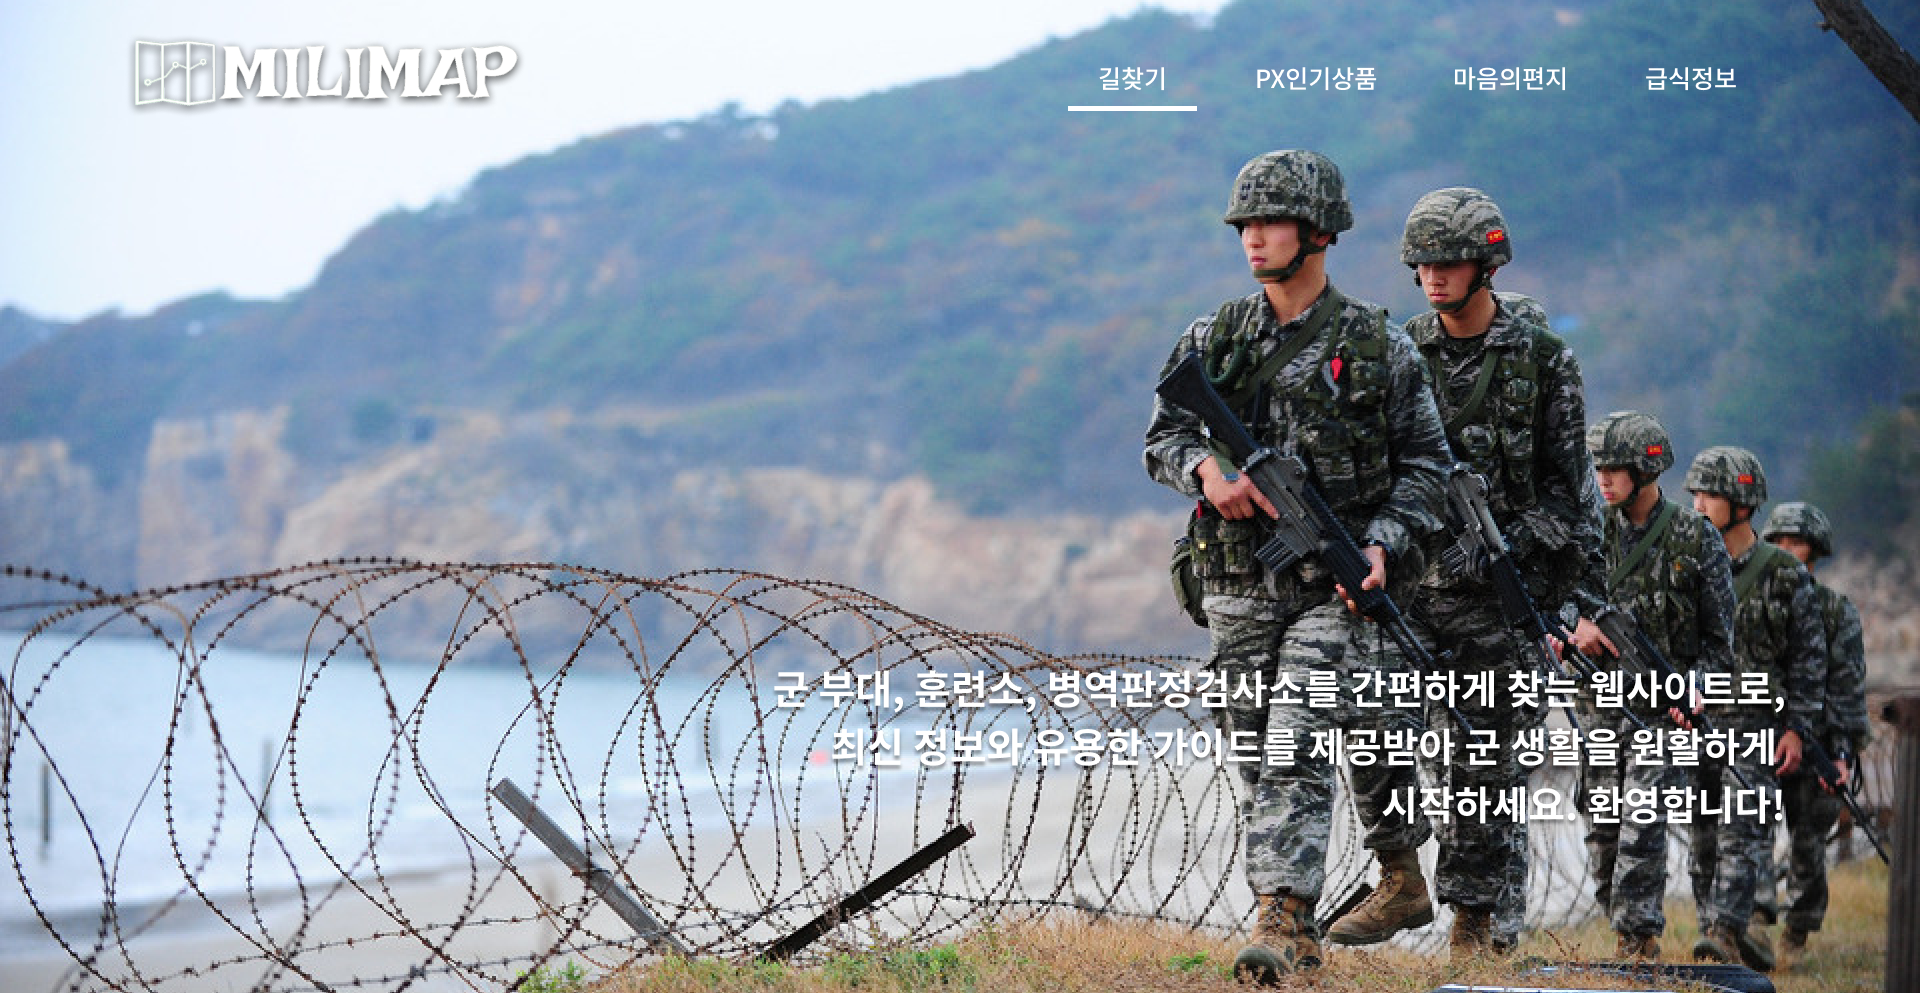 MILIMAP
길찾기
PX인기상품
마음의편지
급식정보
군 부대, 훈련소, 병역판정검사소를 간편하게 찾는 웹사이트로,
최신 정보와 유용한 가이드를 제공받아 군 생활을 원활하게
시작하세요. 환영합니다!